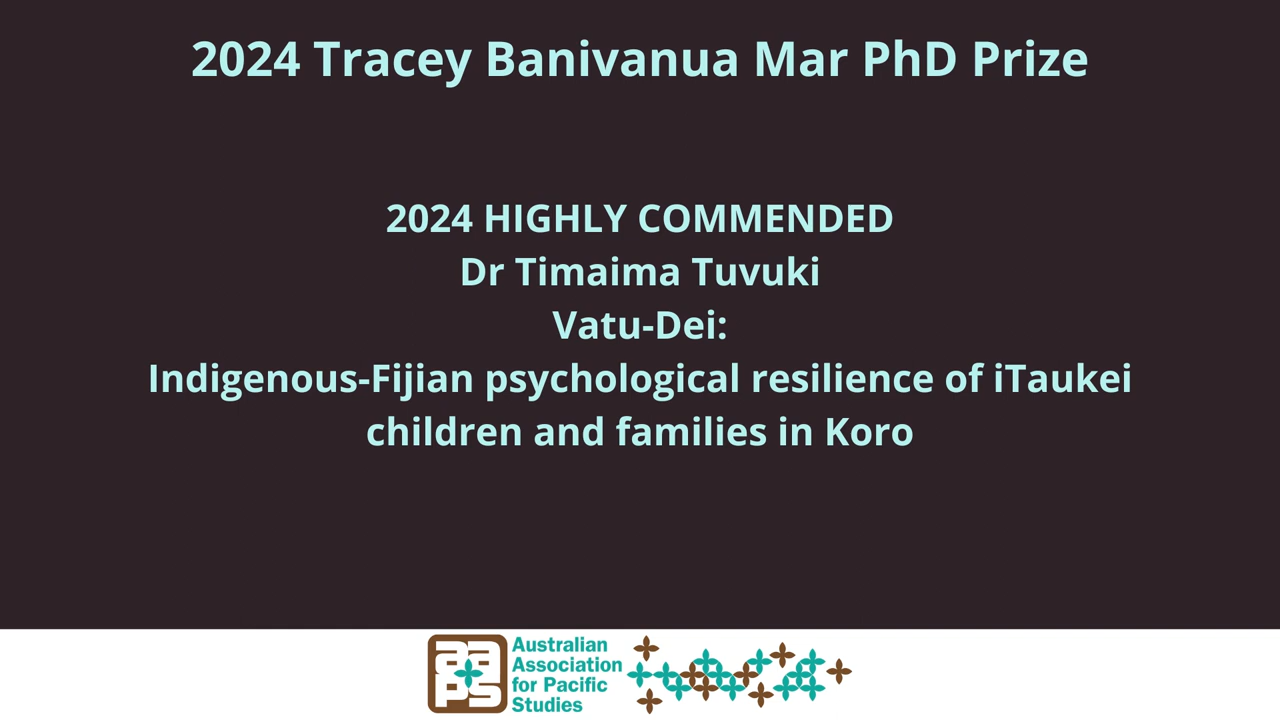 2024 Tracey Banivanua Mar PhD Prize
2024 HIGHLY COMMENDED
Dr Timaima Tuvuki
Vatu-Dei:
Indigenous-Fijian psychological resilience of iTaukei
children and families in Koro
aaps
Australian
Association
for Pacific
Studies